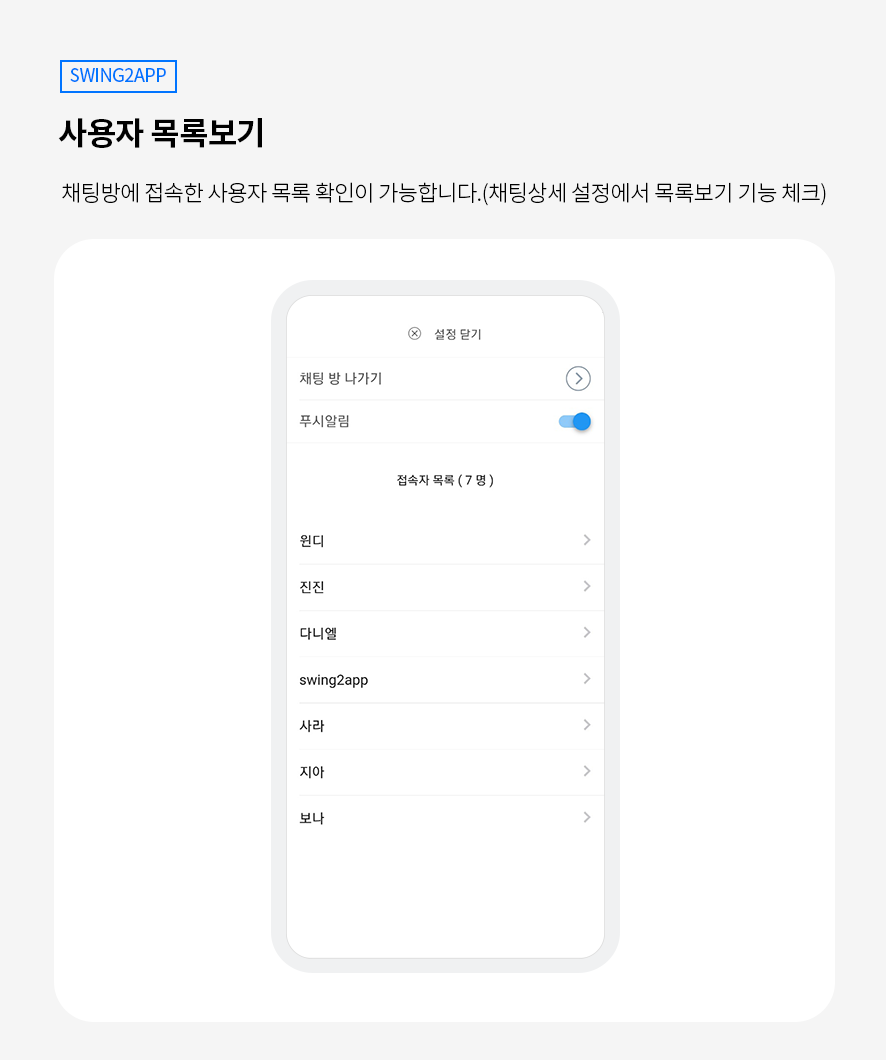 SWING2APP
사용자 목록보기
채팅방에 접속한 사용자 목록 확인이 가능합니다.(채팅상세 설정에서 목록보기 기능 체크)
설정 닫기
채팅 방 나가기
푸시알림
접속자 목록 ( 7 명 )
윈디
진진
다니엘
swing2app
사라
지아
보나